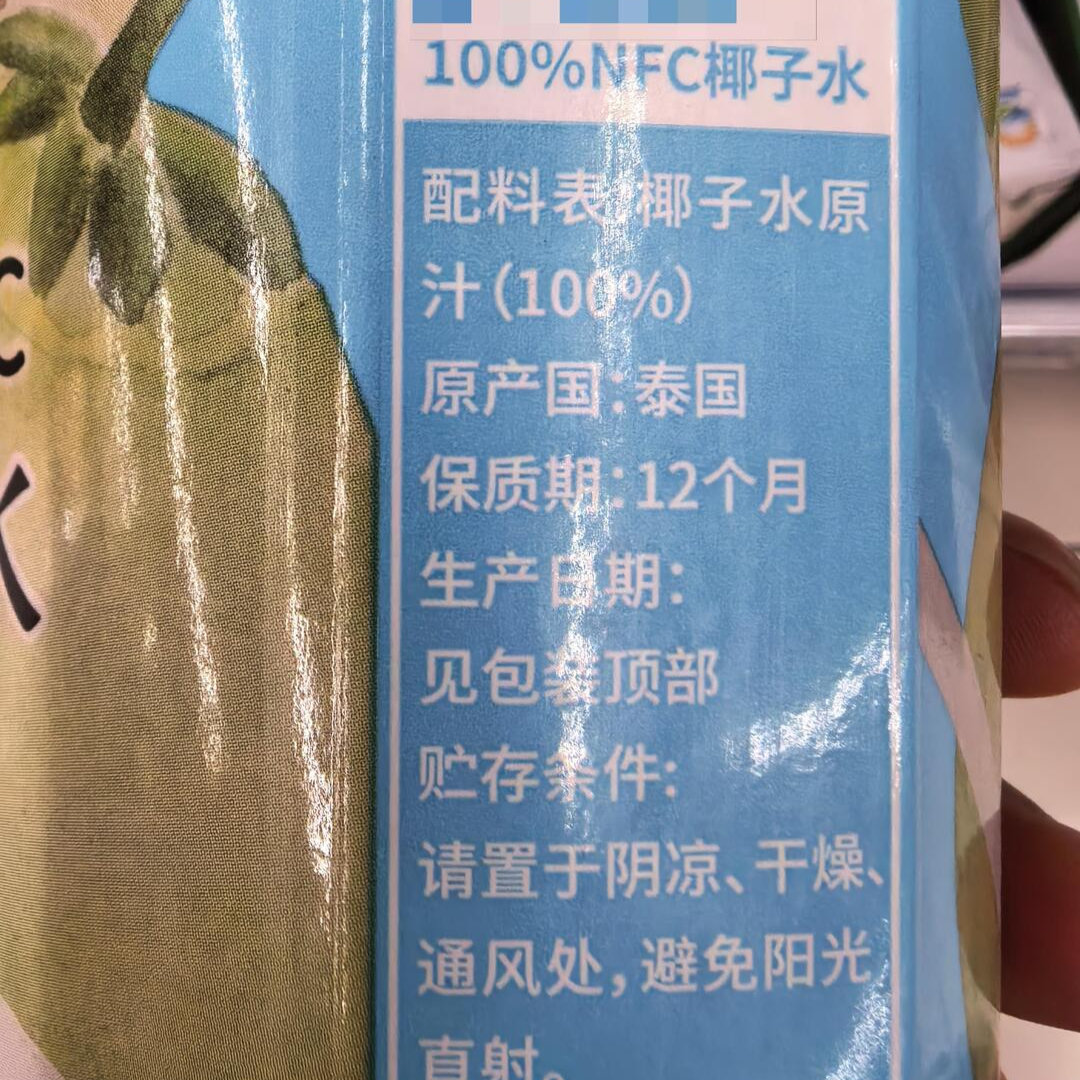 100%NFC椰子水
配料表:椰子水原
汁(100%)
原产国:泰国
保质期:12个月
生产日期:
见包装顶部
贮存条件:
请置于阴凉、干燥、
通风处,避免阳光
直射。